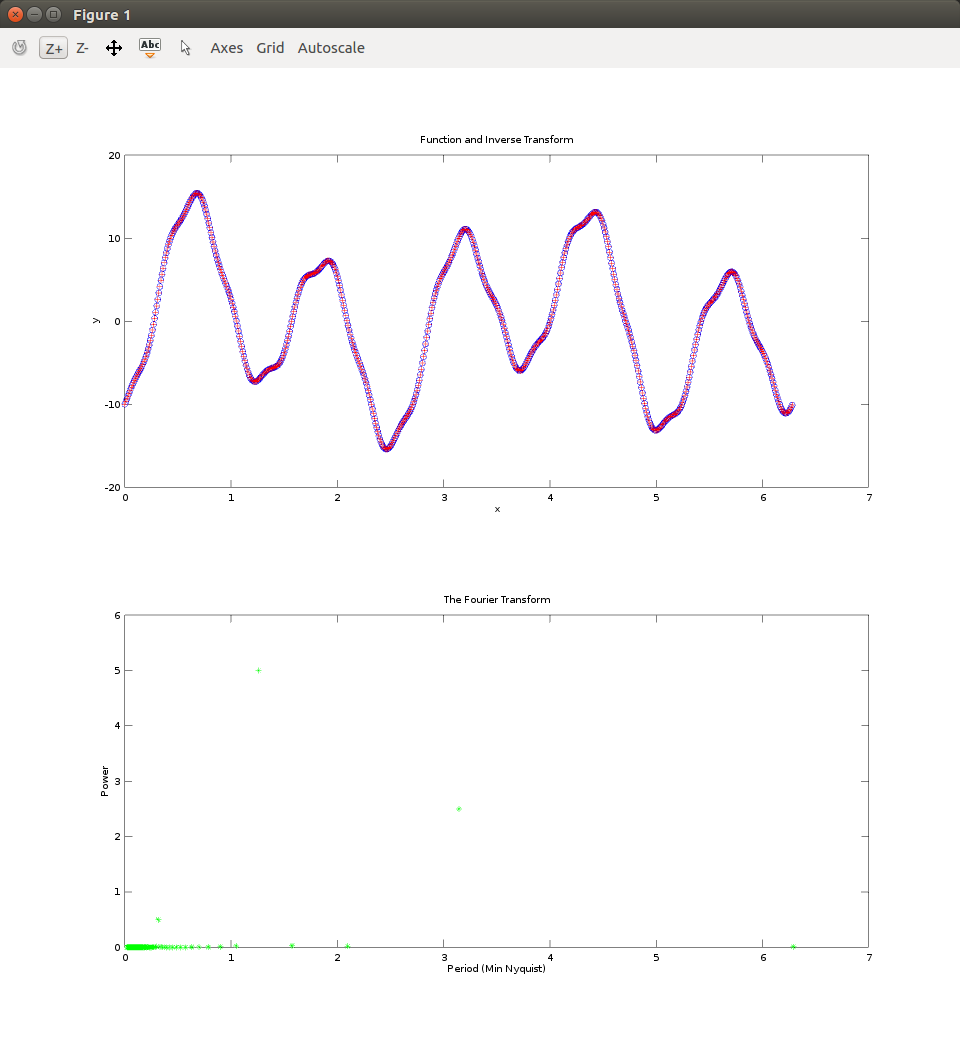 Figure 1
Z+ Z- Abc Axes Grid Autoscale
Function and Inverse Transform
20
10
y
0
-10
-20
0 1 2 3 4 5 6 7
x
The Fourier Transform
6
5
4
3
Power
2
1
0
0 1 2 3 4 5 6 7
Period (Min Nyquist)